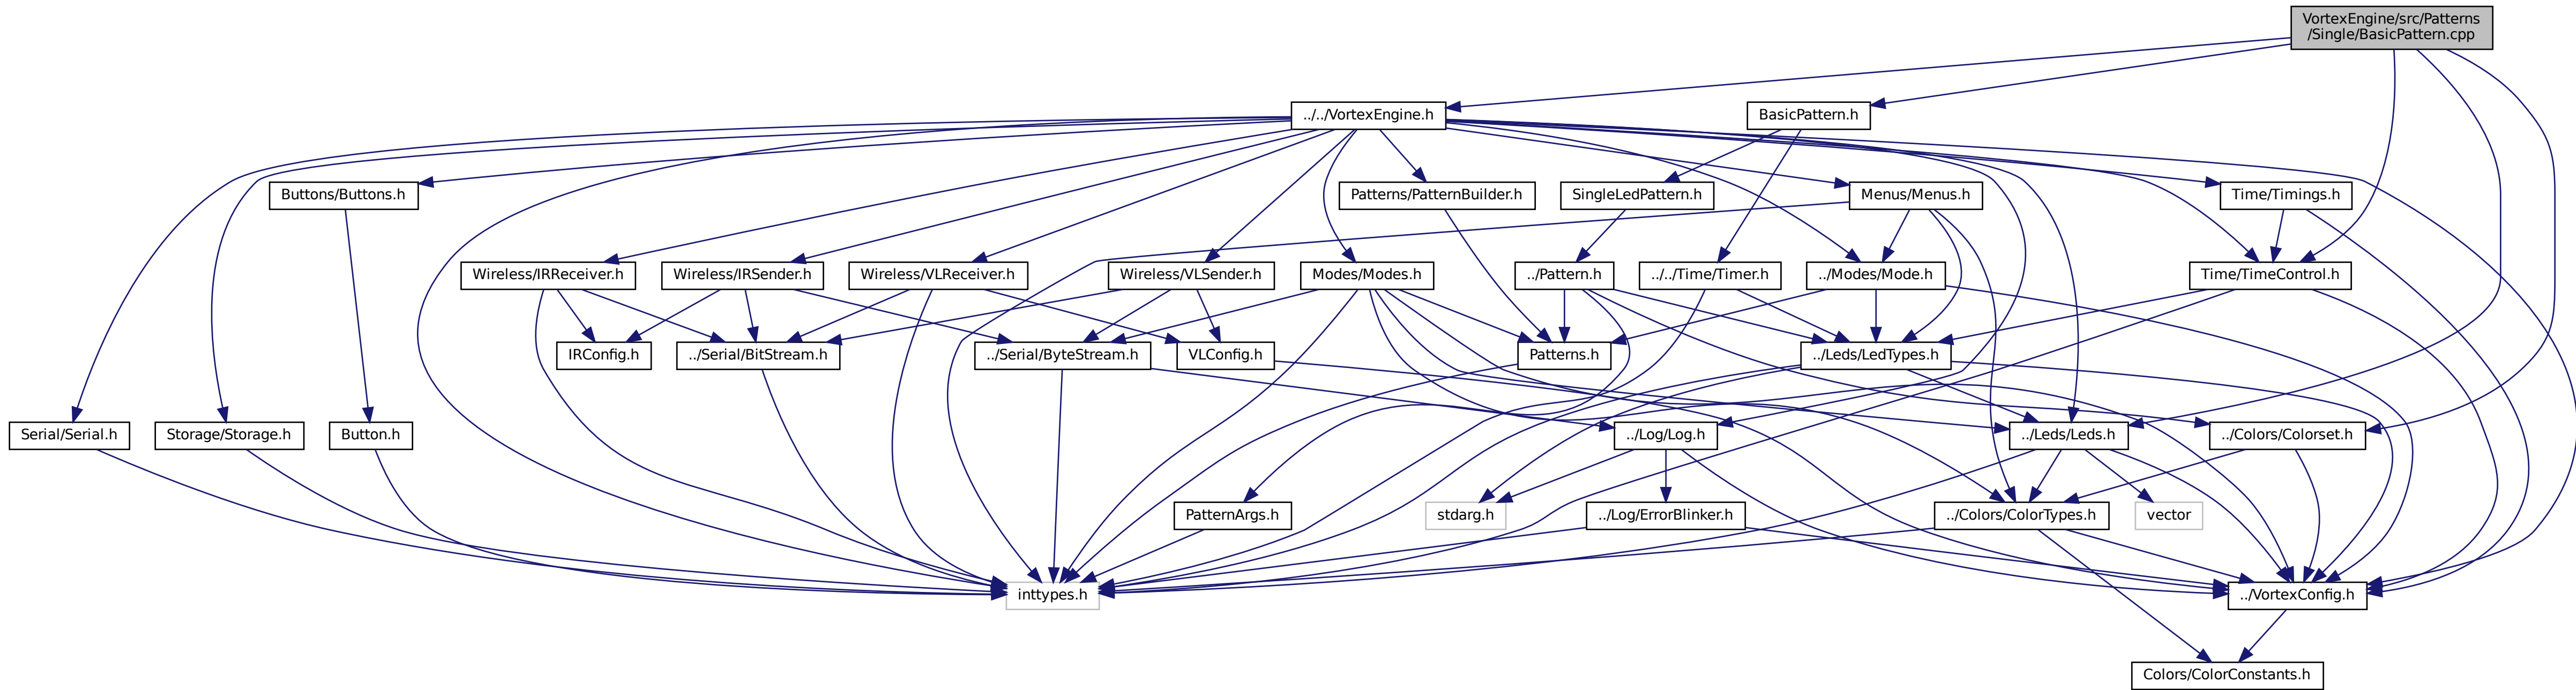 VortexEngine/src/Patterns
/Single/BasicPattern.cpp
../../VortexEngine.h
BasicPattern.h
Buttons/Buttons.h
Patterns/PatternBuilder.h
SingleLedPattern.h
Menus/Menus.h
Time/Timings.h
Wireless/IRReceiver.h
Wireless/IRSender.h
Wireless/VLReceiver.h
Wireless/VLSender.h
Modes/Modes.h
../Pattern.h
../../Time/Timer.h
../Modes/Mode.h
Time/TimeControl.h
IRConfig.h
../Serial/BitStream.h
../Serial/ByteStream.h
VLConfig.h
Patterns.h
../Leds/LedTypes.h
Serial/Serial.h
Storage/Storage.h
Button.h
../Log/Log.h
../Leds/Leds.h
../Colors/Colorset.h
PatternArgs.h
stdarg.h
../Log/ErrorBlinker.h
../Colors/ColorTypes.h
vector
inttypes.h
../VortexConfig.h
Colors/ColorConstants.h